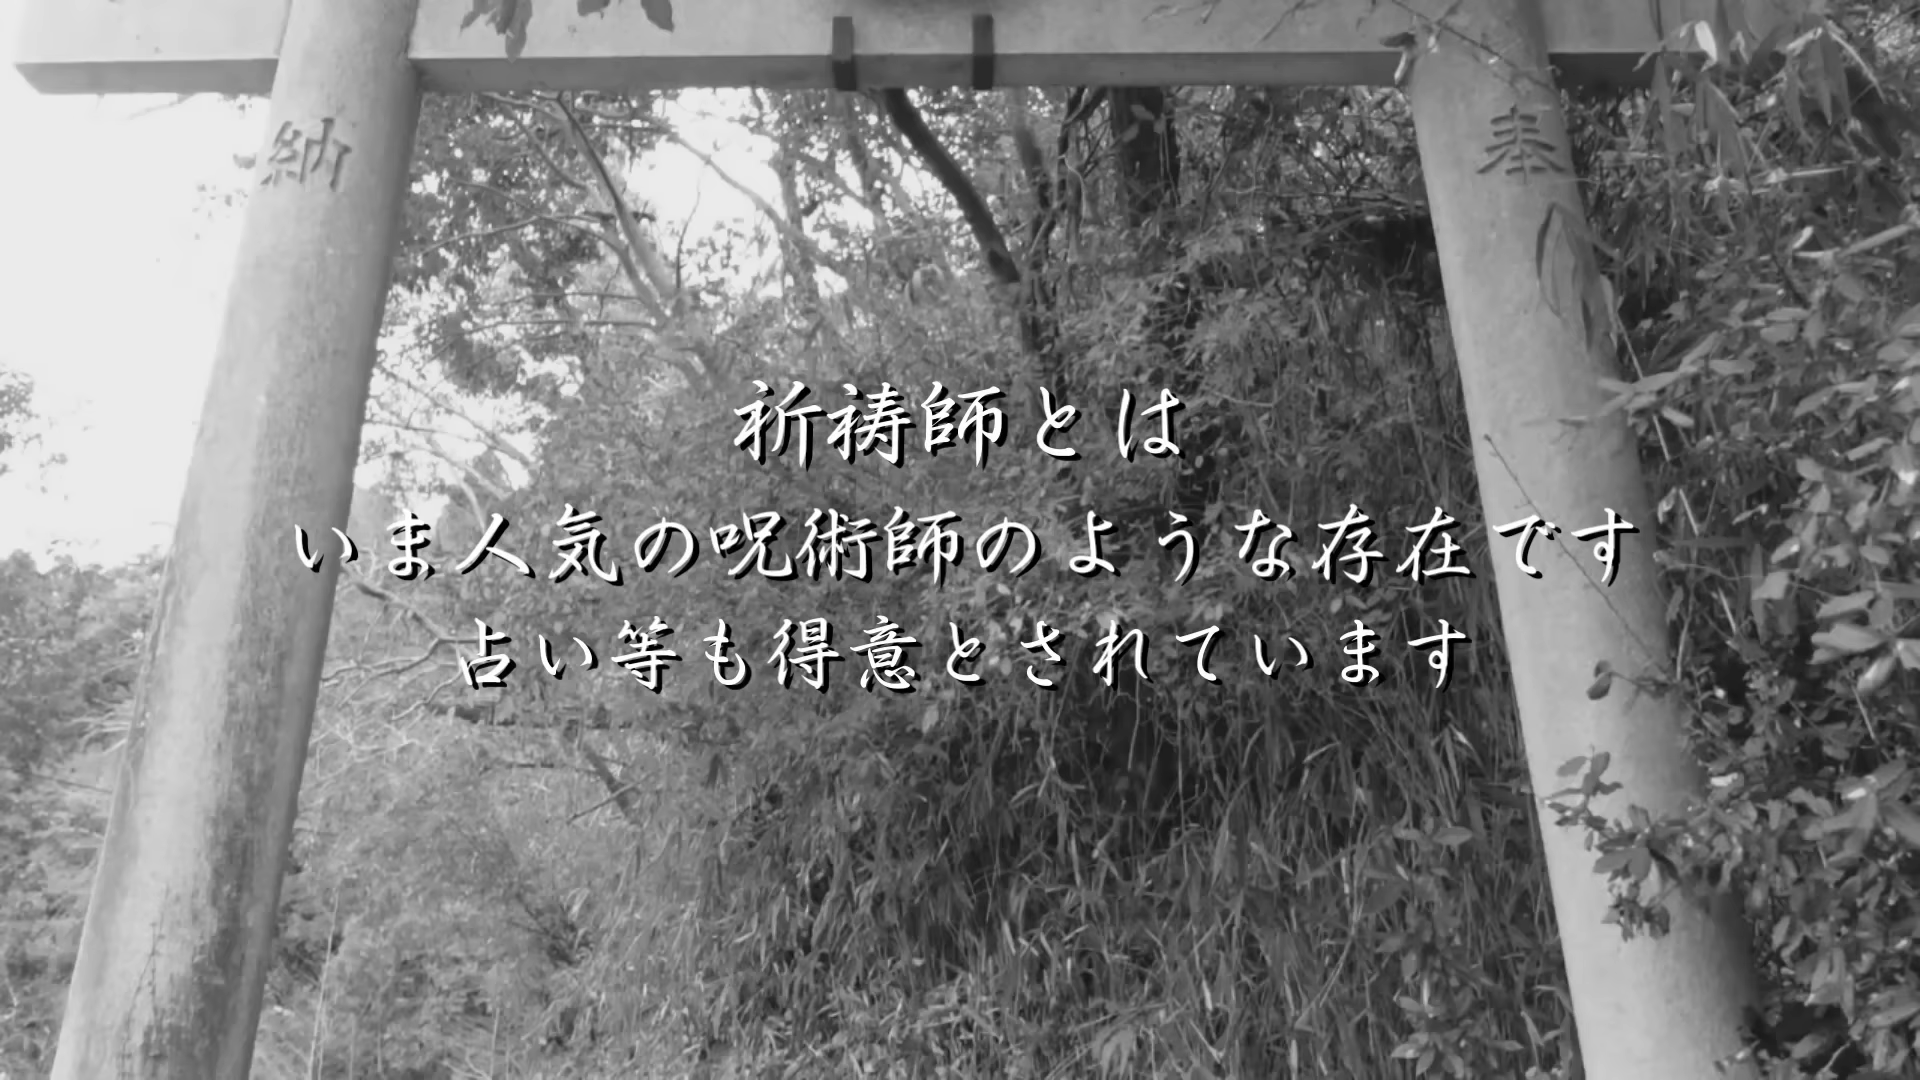 奉
納
祈祷師とは
いま人気の呪術師のような存在です
占い等も得意とされています